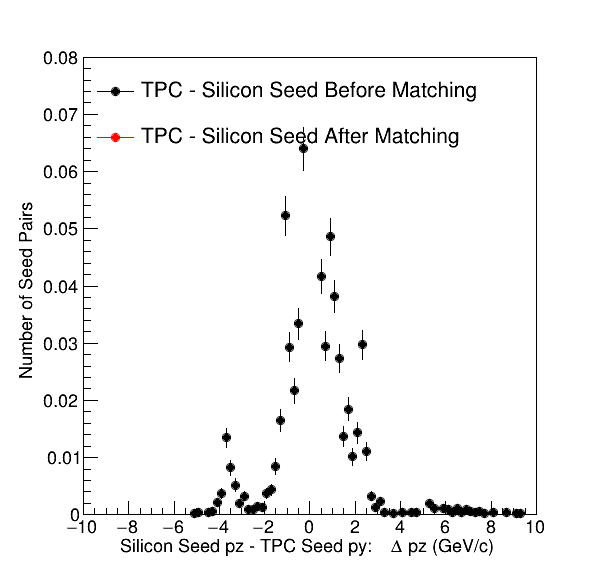 0.08
TPC - Silicon Seed Before Matching
0.07
TPC - Silicon Seed After Matching
0.06
0.05
0.04
0.03
0.02
0.01
0
Number of Seed Pairs
−10 −8 −6 −4 −2 0 2 4 6 8 10
Silicon Seed pz - TPC Seed py: Δ pz (GeV/c)